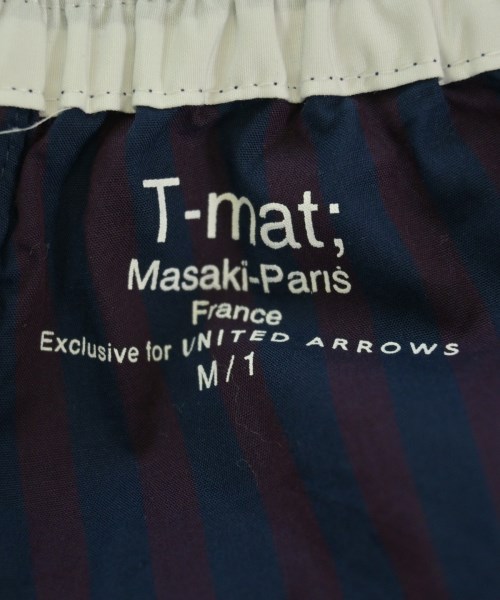 T-mat;
Masaki-Paris
France
Exclusive for UNITED ARROWS
M/1